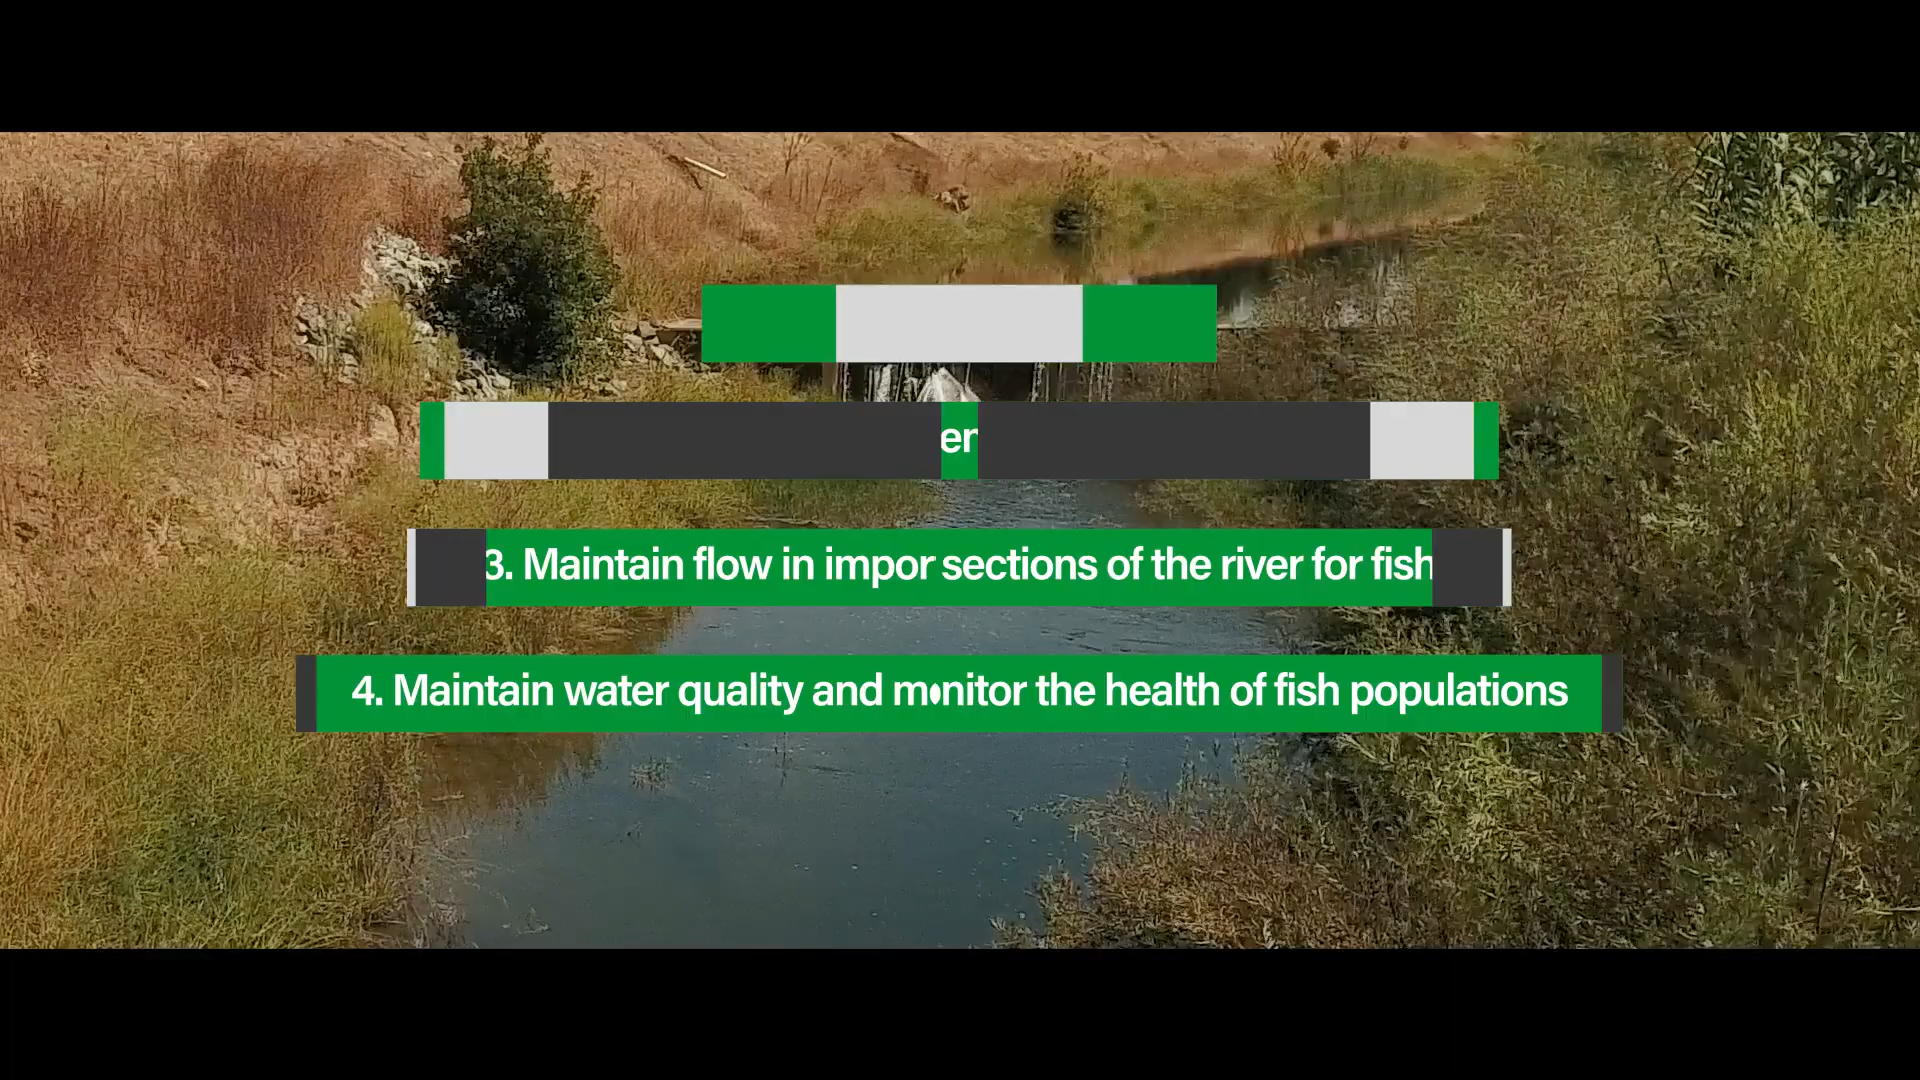 er
3. Maintain flow in impor sections of the river for fish
4. Maintain water quality and monitor the health of fish populations